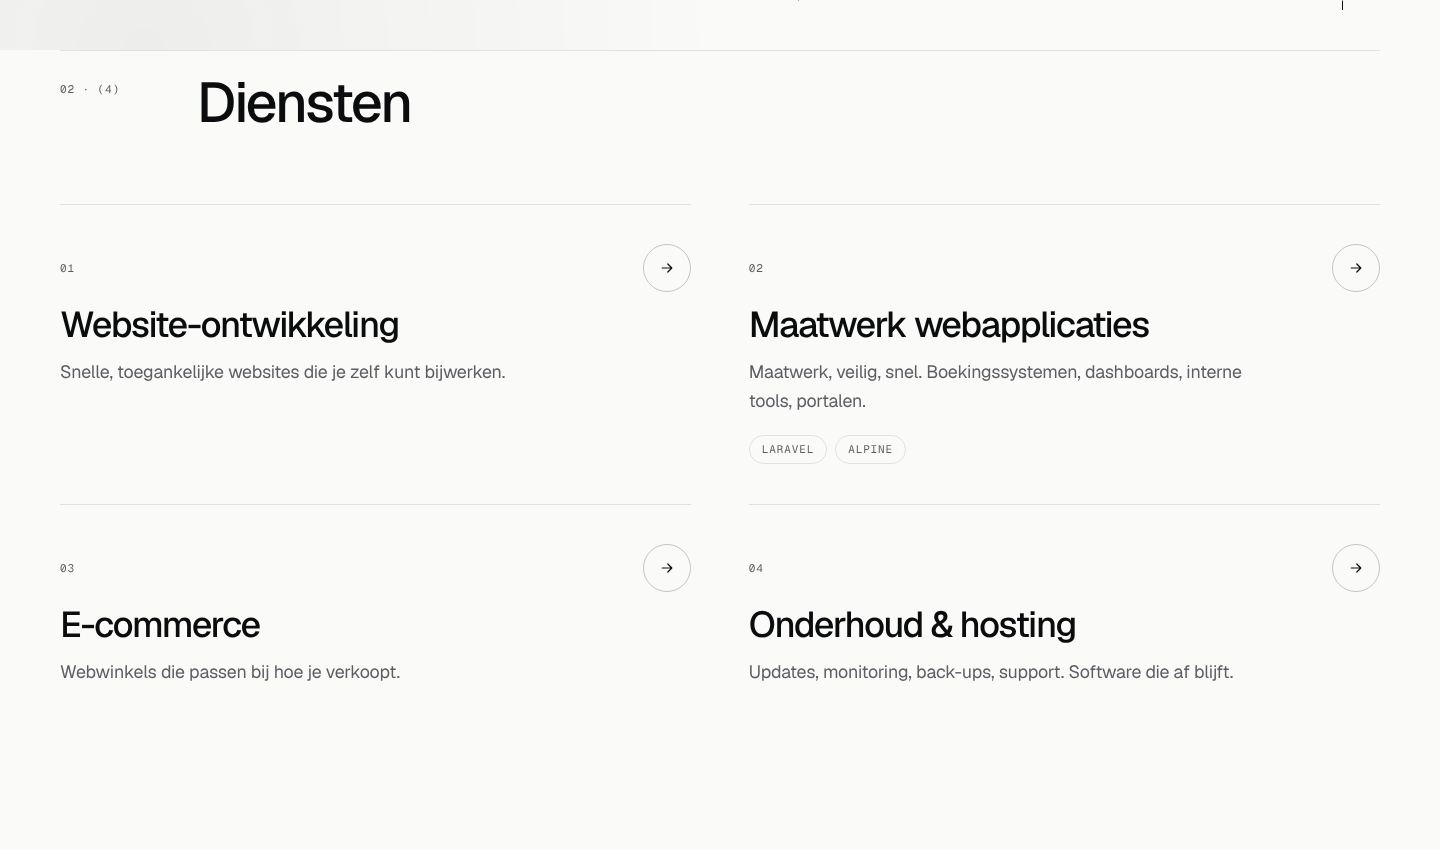 02 · (4)
Diensten
01
Website-ontwikkeling
Snelle, toegankelijke websites die je zelf kunt bijwerken.
02
Maatwerk webapplicaties
Maatwerk, veilig, snel. Boekingssystemen, dashboards, interne
tools, portalen.
LARAVEL
ALPINE
03
E-commerce
Webwinkels die passen bij hoe je verkoopt.
04
Onderhoud & hosting
Updates, monitoring, back-ups, support. Software die af blijft.